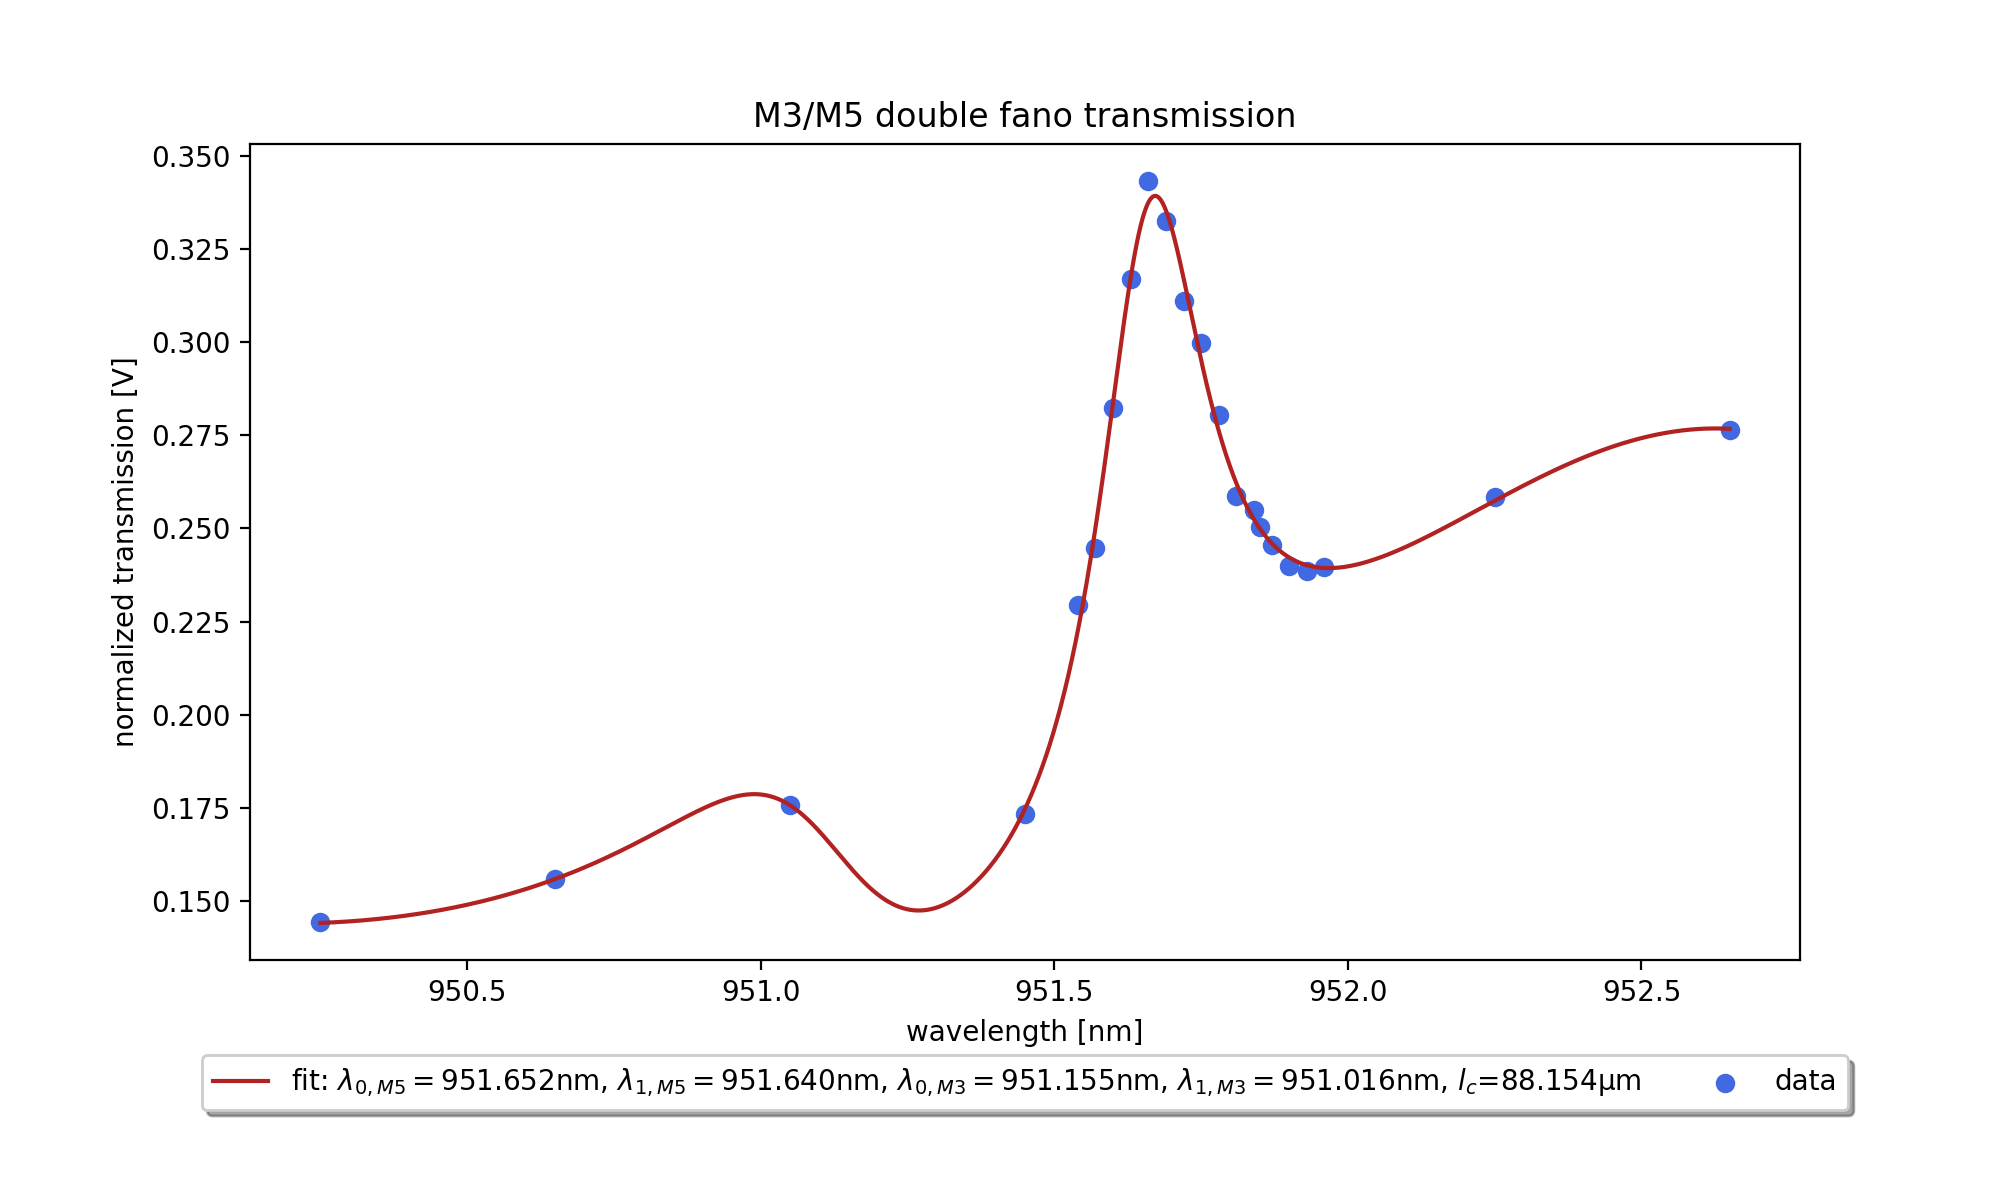 M3/M5 double fano transmission
0.350
0.325
0.300
0.275
0.250
0.225
0.200
0.175
0.150
normalized transmission [V]
950.5 951.0 951.5 952.0 952.5
wavelength [nm]
fit: λ₀,M5 = 951.652nm, λ₁,M5 = 951.640nm, λ₀,M3 = 951.155nm, λ₁,M3 = 951.016nm, l_c=88.154μm data